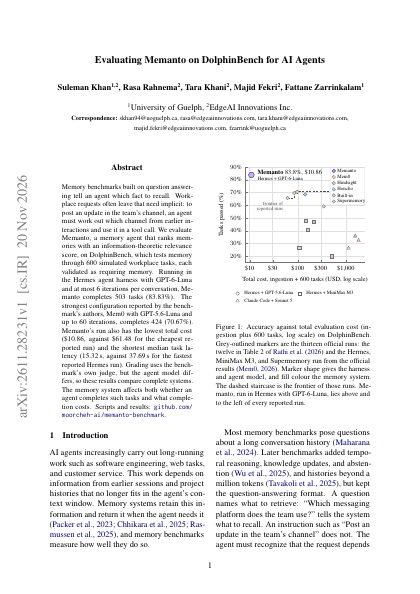 Evaluating Memanto on DolphinBench for AI Agents
Suleman Khan1,2, Rasa Rahnema2, Tara Khani2, Majid Fekri2, Fattane Zarrinkalam1
1University of Guelph, 2EdgeAI Innovations Inc.
Correspondence: skhan94@uoguelph.ca, rasa@edgeainnovations.com, tara.khani@edgeainnovations.com,
majid.fekri@edgeainnovations.com, fzarrink@uoguelph.ca
arXiv:2611.28231v1 [cs.IR] 20 Nov 2026
Abstract
Memory benchmarks built on question answering
tell an agent which fact to recall. Workplace
requests often leave that need implicit: to
post an update in the team's channel, an agent
must work out which channel from earlier interactions
and use it in a tool call. We evaluate
Memanto, a memory agent that ranks memories
with an information-theoretic relevance
score, on DolphinBench, which tests memory
through 600 simulated workplace tasks, each
validated as requiring memory. Running in
the Hermes agent harness with GPT-6-Luna
and at most 6 iterations per conversation, Memanto
completes 503 tasks (83.83%). The
strongest configuration reported by the benchmark's
authors, Mem0 with GPT-5.6-Luna and
up to 60 iterations, completes 424 (70.67%).
Memanto's run also has the lowest total cost
($10.86, against $61.48 for the cheapest reported
run) and the shortest median task latency
(15.32 s, against 37.69 s for the fastest
reported Hermes run). Grading uses the benchmark's
own judge, but the agent model differs,
so these results compare complete systems.
The memory system affects both whether an
agent completes such tasks and what completion
costs. Scripts and results: github.com/
moorcheh-ai/memanto-benchmark.
1 Introduction
AI agents increasingly carry out long-running
work such as software engineering, web tasks,
and customer service. This work depends on
information from earlier sessions and project
histories that no longer fits in the agent's context
window. Memory systems retain this information
and return it when the agent needs it
(Packer et al., 2023; Chhikara et al., 2025; Rasmussen
et al., 2025), and memory benchmarks
measure how well they do so.
90%
80%
70%
60%
50%
40%
30%
20%
Tasks passed (%)
Memanto 83.8%, $10.86
Hermes + GPT-6-Luna
frontier of
reported runs
Memanto
Mem0
Hindsight
Honcho
Built-in
Supermemory
$10
$30
$100
$300
$1,000
Total cost, ingestion + 600 tasks (USD, log scale)
Hermes + GPT-5.6-Luna
Hermes + MiniMax M3
Claude Code + Sonnet 5
Figure 1: Accuracy against total evaluation cost (ingestion
plus 600 tasks, log scale) on DolphinBench.
Grey-outlined markers are the thirteen official runs: the
twelve in Table 2 of Rathi et al. (2026) and the Hermes,
MiniMax M3, and Supermemory run from the official
results (Mem0, 2026). Marker shape gives the harness
and agent model, and fill colour the memory system.
The dashed staircase is the frontier of those runs. Memanto,
run in Hermes with GPT-6-Luna, lies above and
to the left of every reported run.
Most memory benchmarks pose questions
about a long conversation history (Maharana
et al., 2024). Later benchmarks added temporal
reasoning, knowledge updates, and abstention
(Wu et al., 2025), and histories beyond a
million tokens (Tavakoli et al., 2025), but kept
the question-answering format. A question
names what to retrieve: "Which messaging
platform does the team use?" tells the system
what to recall. An instruction such as "Post an
update in the team's channel" does not. The
agent must recognize that the request depends
1